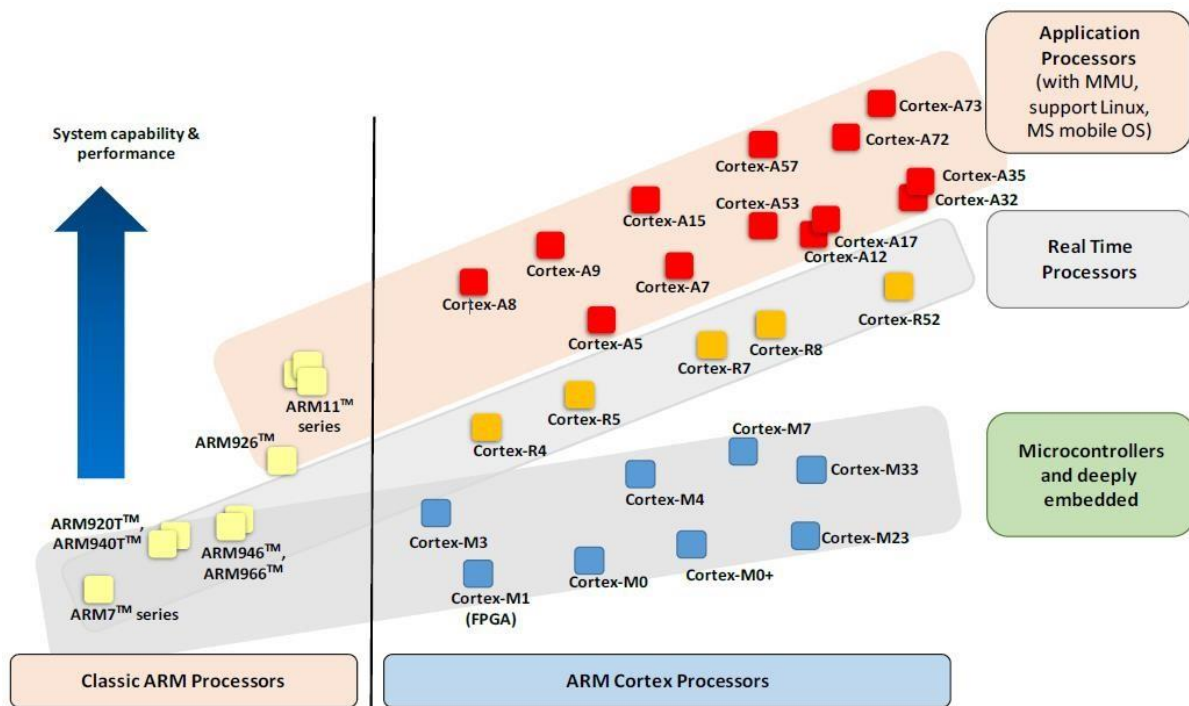 Application
Processors
(with MMU,
support Linux,
MS mobile OS)
System capability &
performance
Cortex-A73
Cortex-A72
Cortex-A57
Cortex-A35
Cortex-A32
Cortex-A53
Cortex-A15
Cortex-A17
Cortex-A12
Cortex-A9
Cortex-A7
Cortex-A8
Cortex-A5
Real Time
Processors
Cortex-R52
Cortex-R8
Cortex-R7
Cortex-R5
Cortex-R4
ARM11™
series
ARM926™
Cortex-M7
Cortex-M33
Cortex-M4
Cortex-M23
Cortex-M3
Cortex-M0+
Cortex-M0
Cortex-M1
(FPGA)
Microcontrollers
and deeply
embedded
ARM920T™,
ARM940T™
ARM946™,
ARM966™
ARM7™ series
Classic ARM Processors
ARM Cortex Processors